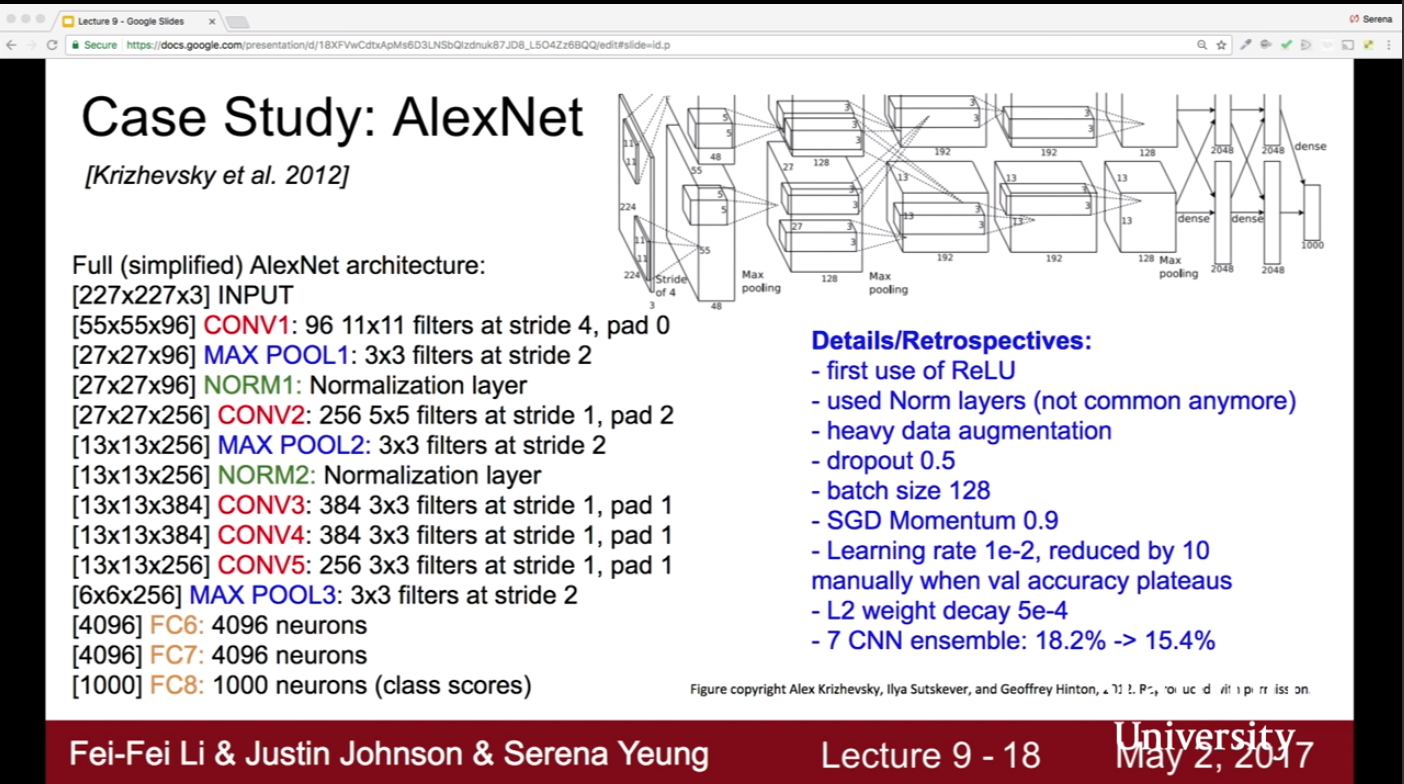 Lecture 9 - Google Slides
Serena
Secure https://docs.google.com/presentation/d/18XFVwCdtxApMs6D3LNSbQIzdnuk87JD8_L5O4Zz6BQQ/edit#slide=id.p
Case Study: AlexNet
[Krizhevsky et al. 2012]
11
11
224
11
11
224
3
Stride
of 4
55
55
5
5
48
5
5
48
Max
pooling
27
3
3
128
27
3
3
3
3
128
Max
pooling
3
3
192
13
13
3
3
192
3
3
192
13
13
3
3
192
128
13
13
128
Max
pooling
2048
2048
dense
dense
dense
2048
2048
1000
Full (simplified) AlexNet architecture:
[227x227x3] INPUT
[55x55x96] CONV1: 96 11x11 filters at stride 4, pad 0
[27x27x96] MAX POOL1: 3x3 filters at stride 2
[27x27x96] NORM1: Normalization layer
[27x27x256] CONV2: 256 5x5 filters at stride 1, pad 2
[13x13x256] MAX POOL2: 3x3 filters at stride 2
[13x13x256] NORM2: Normalization layer
[13x13x384] CONV3: 384 3x3 filters at stride 1, pad 1
[13x13x384] CONV4: 384 3x3 filters at stride 1, pad 1
[13x13x256] CONV5: 256 3x3 filters at stride 1, pad 1
[6x6x256] MAX POOL3: 3x3 filters at stride 2
[4096] FC6: 4096 neurons
[4096] FC7: 4096 neurons
[1000] FC8: 1000 neurons (class scores)
Details/Retrospectives:
- first use of ReLU
- used Norm layers (not common anymore)
- heavy data augmentation
- dropout 0.5
- batch size 128
- SGD Momentum 0.9
- Learning rate 1e-2, reduced by 10
manually when val accuracy plateaus
- L2 weight decay 5e-4
- 7 CNN ensemble: 18.2% -> 15.4%
Figure copyright Alex Krizhevsky, Ilya Sutskever, and Geoffrey Hinton,
Fei-Fei Li & Justin Johnson & Serena Yeung
Lecture 9 - 18
May 2, 2017
University